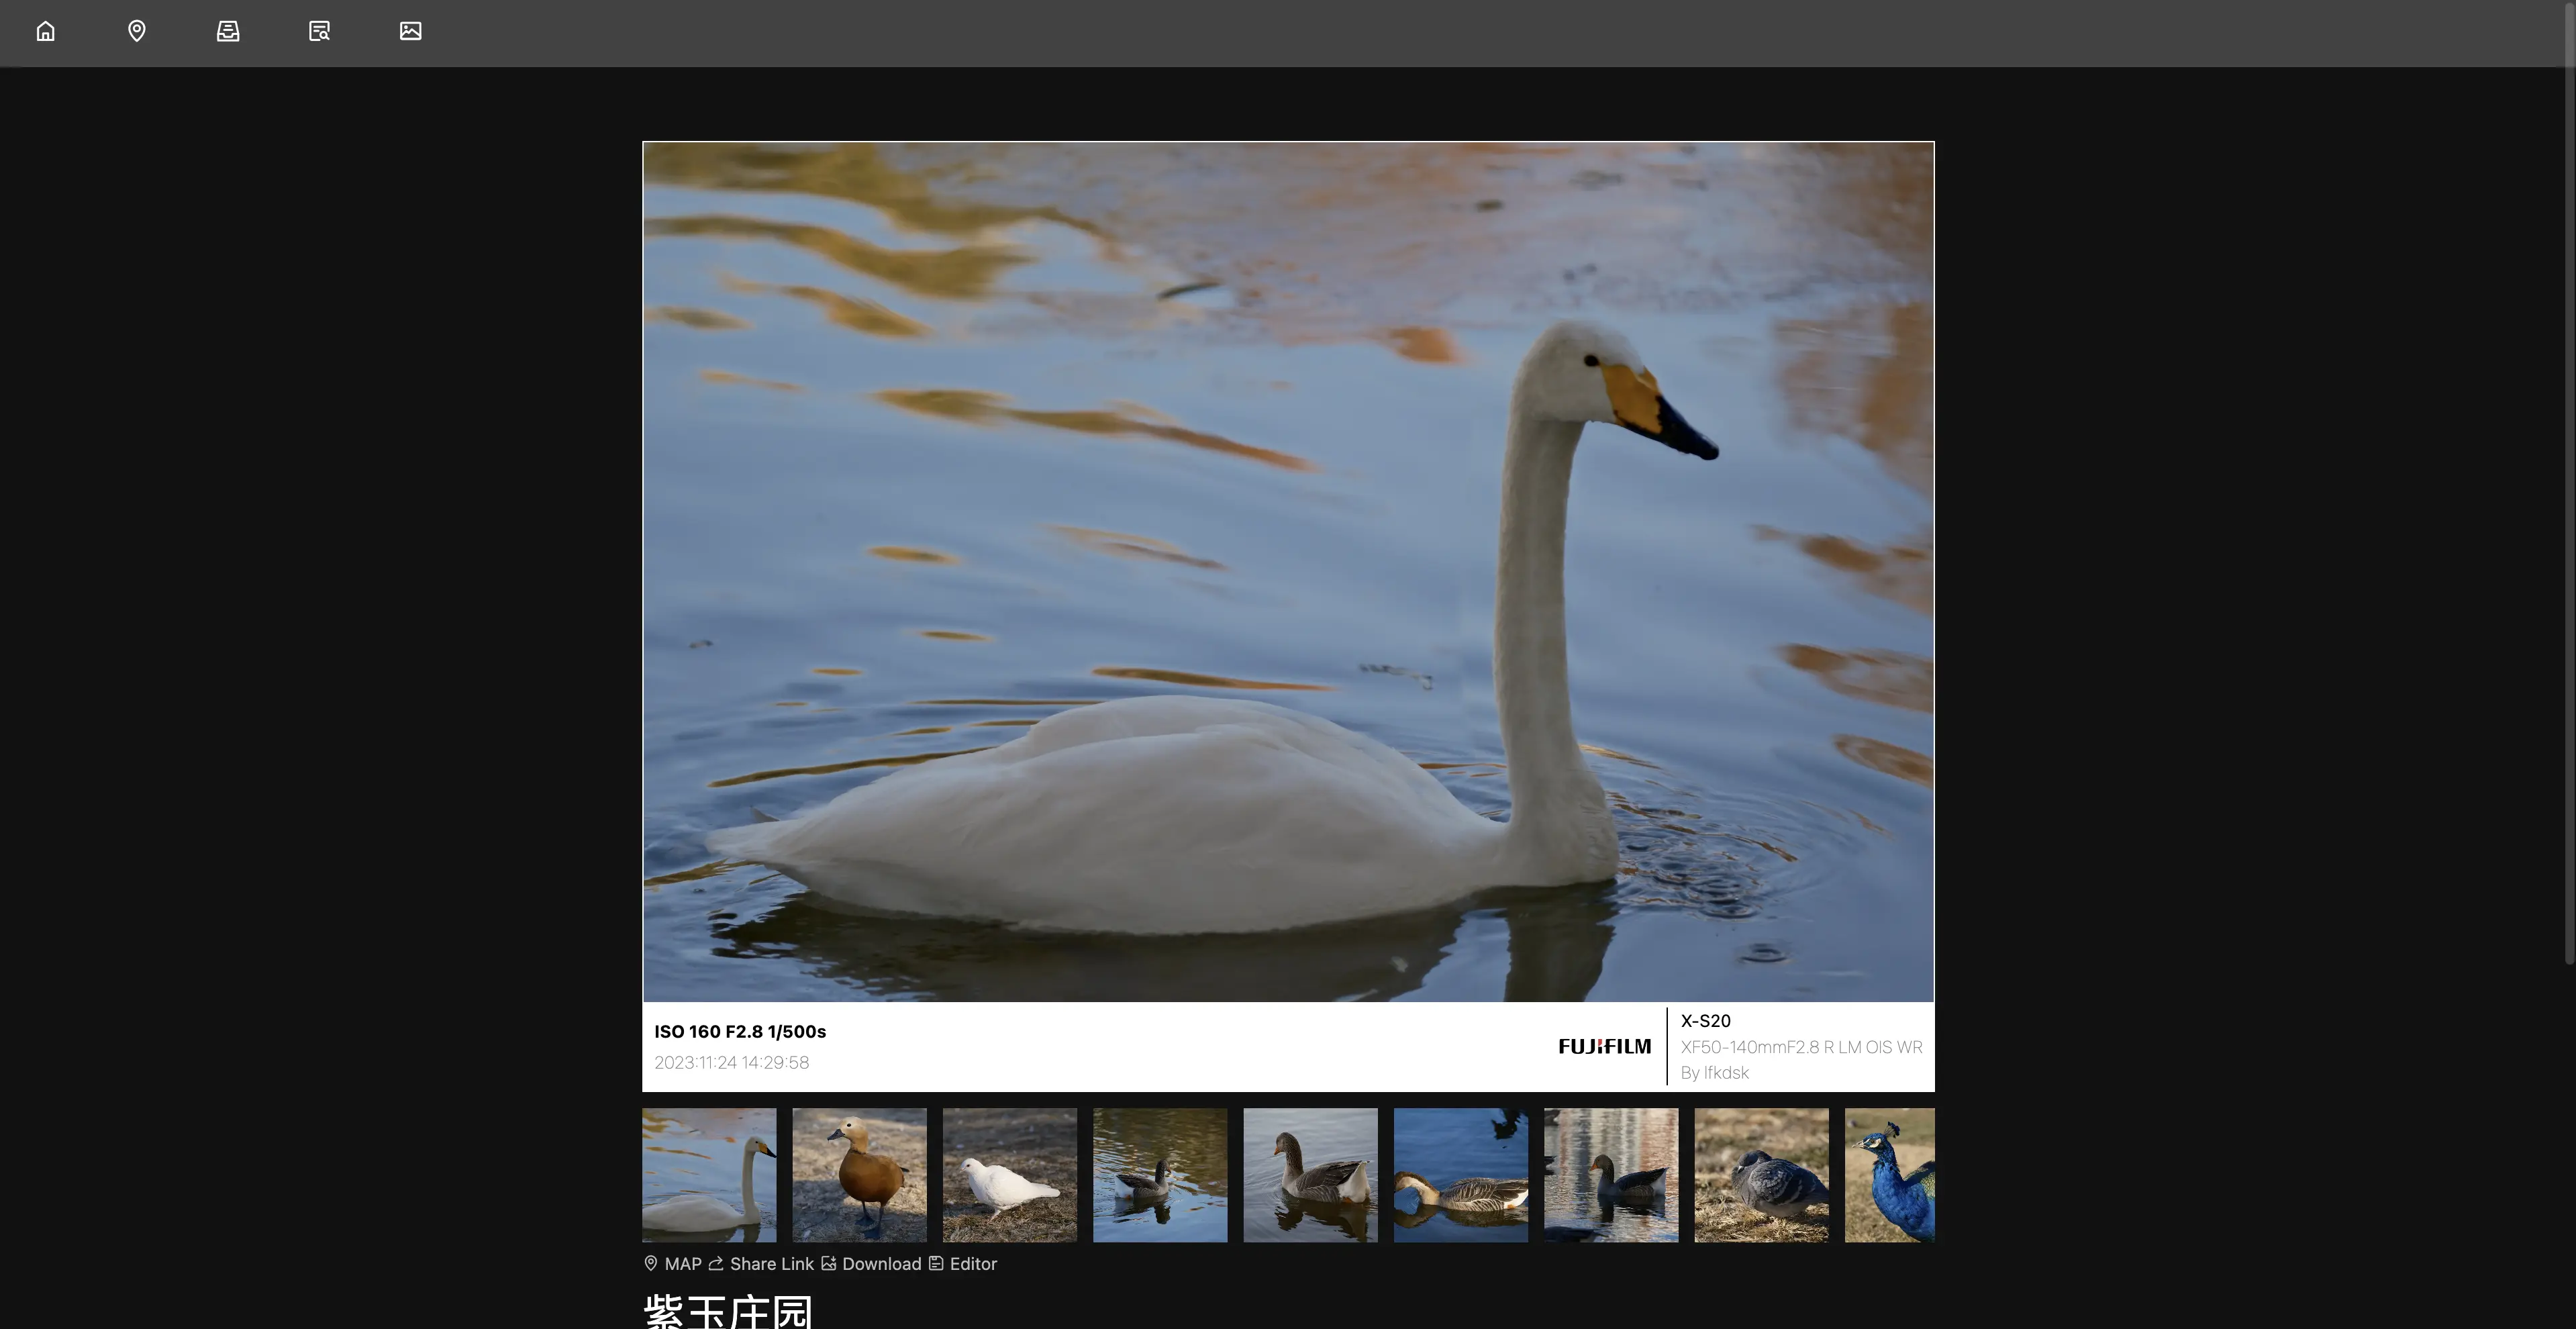 ISO 160 F2.8 1/500s
2023:11:24 14:29:58
FUJIFILM
X-S20
XF50-140mmF2.8 R LM OIS WR
By lfkdsk
MAP Share Link Download Editor
紫玉庄园